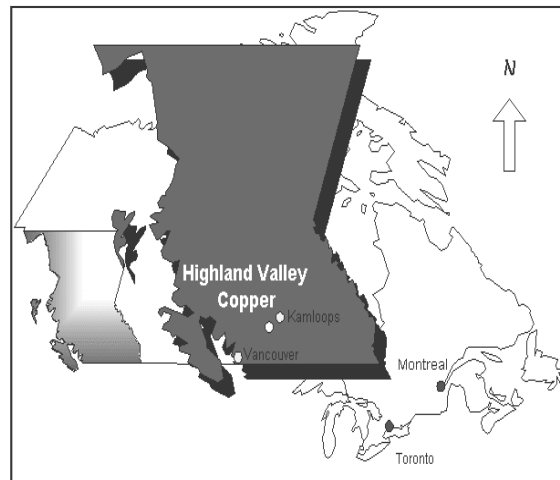 N
Highland Valley
Copper
Kamloops
Vancouver
Montreal
Toronto